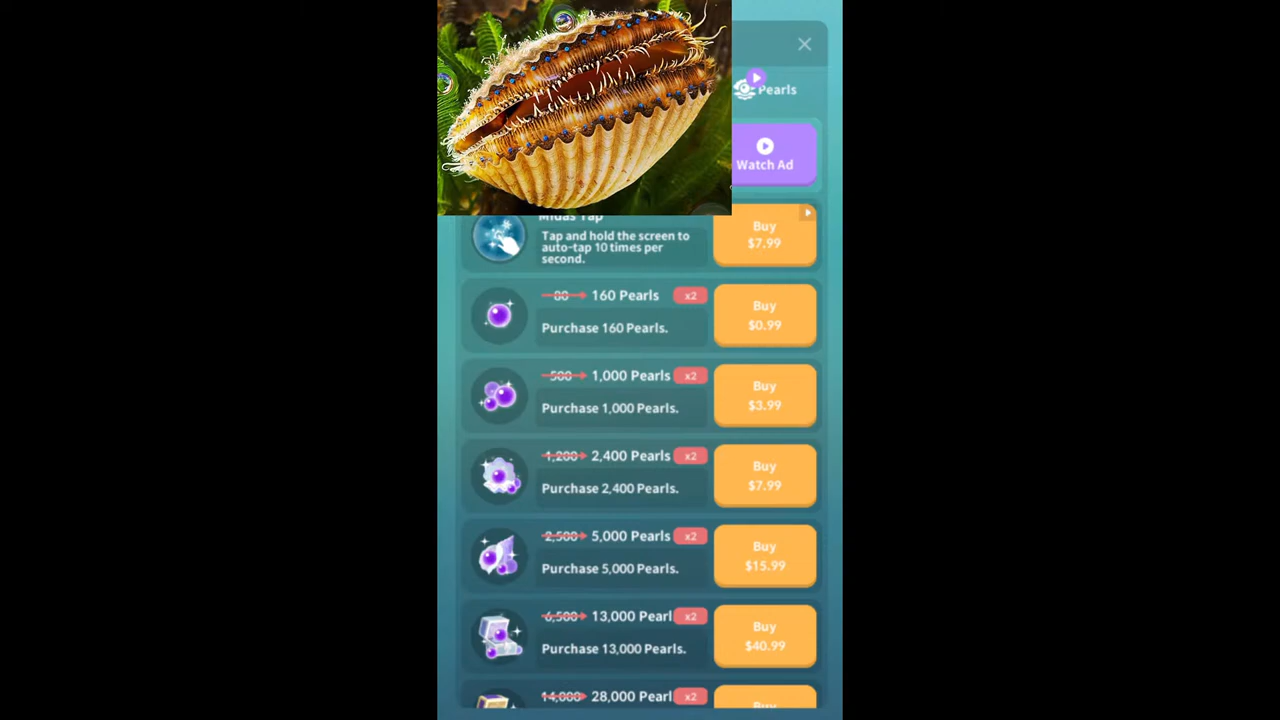 Pearls
Watch Ad
Midas Tap
Tap and hold the screen to
auto-tap 10 times per
second.
Buy
$7.99
80 160 Pearls x2
Purchase 160 Pearls.
Buy
$0.99
500 1,000 Pearls x2
Purchase 1,000 Pearls.
Buy
$3.99
1,200 2,400 Pearls x2
Purchase 2,400 Pearls.
Buy
$7.99
2,500 5,000 Pearls x2
Purchase 5,000 Pearls.
Buy
$15.99
6,500 13,000 Pearl x2
Purchase 13,000 Pearls.
Buy
$40.99
14,000 28,000 Pearl x2
Buy